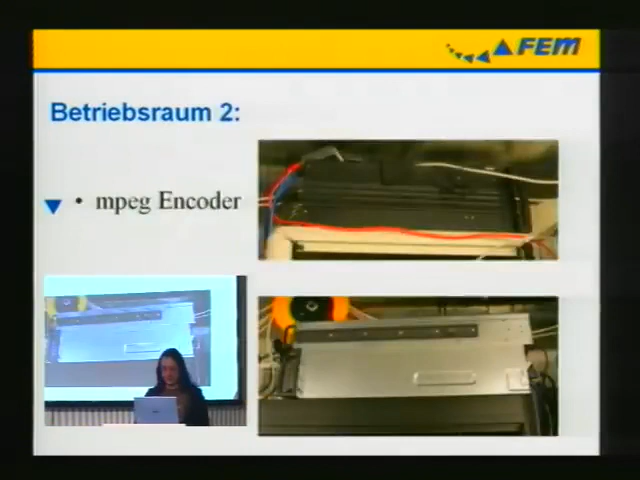 FEM
Betriebsraum 2:
• mpeg Encoder